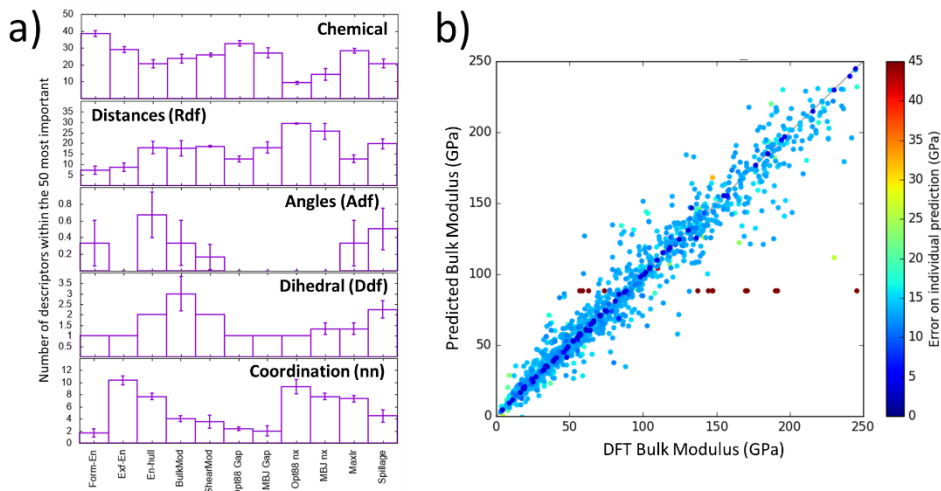 a)
Number of descriptors within the 50 most important
Chemical
50
40
30
20
10
Distances (Rdf)
35
30
25
20
15
10
5
Angles (Adf)
0.8
0.6
0.4
0.2
Dihedral (Ddf)
3.5
2.5
1.5
0.5
Coordination (nn)
12
10
8
6
4
2
0
Form-En
Exf-En
En-hull
BulkMod
ShearMod
Opt88 Gap
MBJ Gap
Opt88 nx
MBJ nx
MaxIr
Spillage
b)
Predicted Bulk Modulus (GPa)
250
200
150
100
50
0
0 50 100 150 200 250
DFT Bulk Modulus (GPa)
45
40
35
30
25
20
15
10
5
0
Error on individual prediction (GPa)